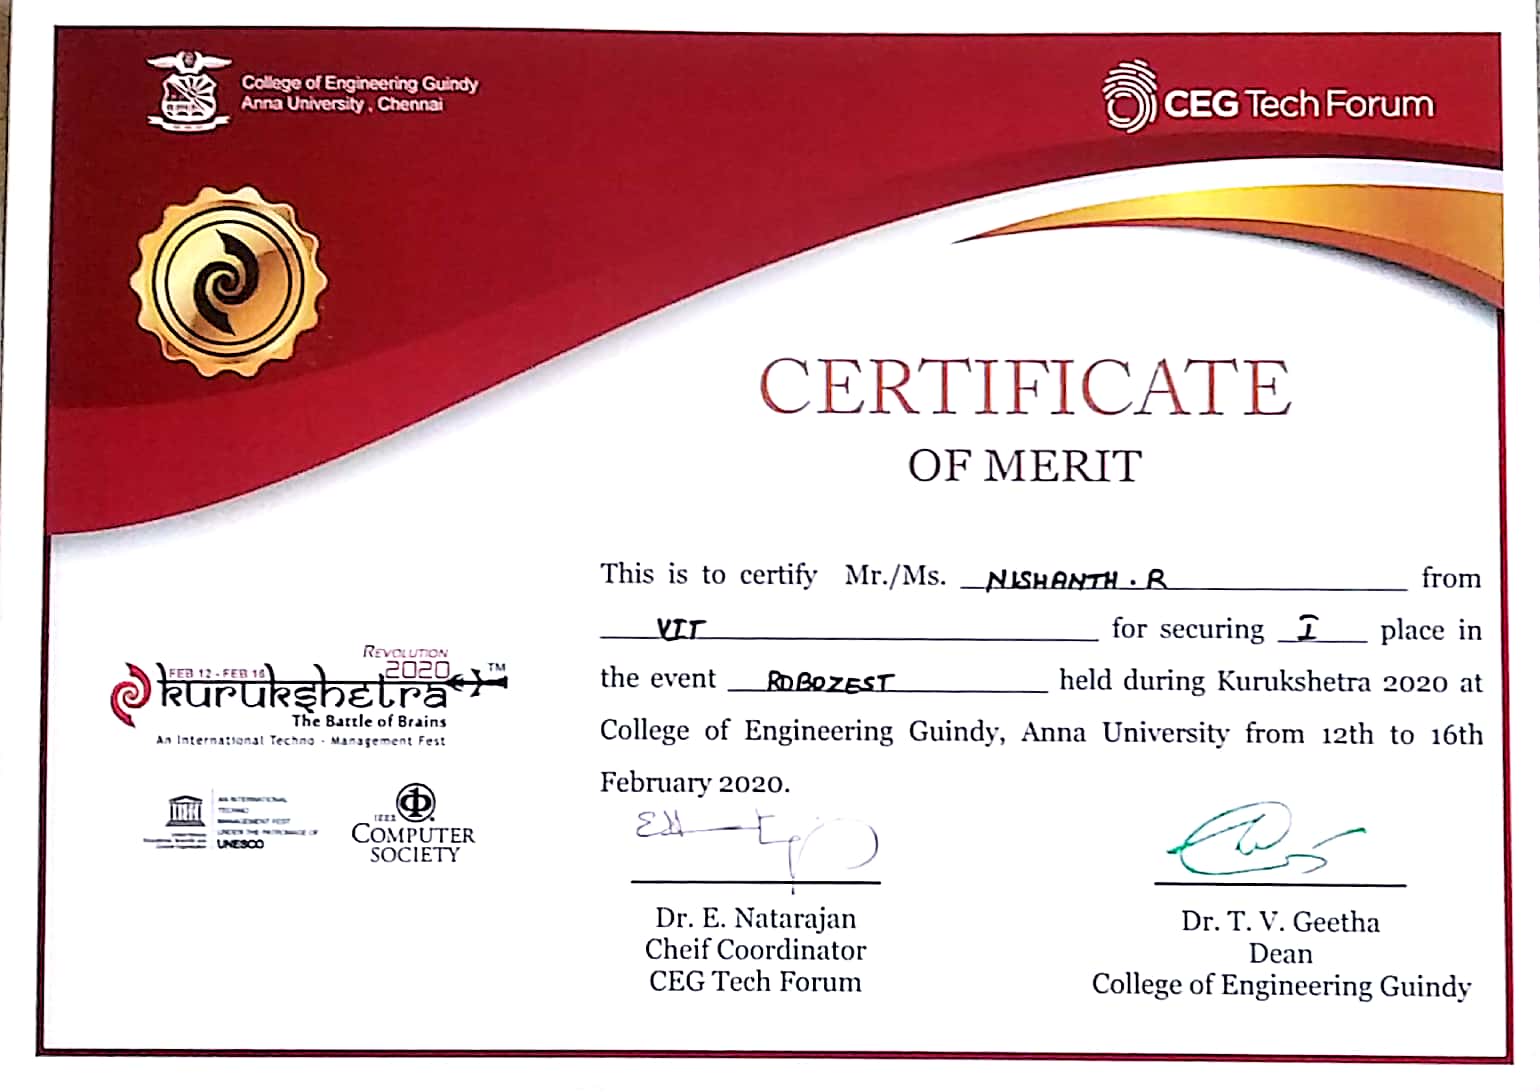 College of Engineering Guindy
Anna University , Chennai
CEG Tech Forum
CERTIFICATE
OF MERIT
This is to certify Mr./Ms. NISHANTH . R from
VIT for securing I place in
the event ROBOZEST held during Kurukshetra 2020 at
College of Engineering Guindy, Anna University from 12th to 16th
February 2020.
REVOLUTION
2020
FEB 12 - FEB 16
kurukshetra TM
The Battle of Brains
An International Techno - Management Fest
AN INTERNATIONAL
TECHNO
MANAGEMENT FEST
UNDER THE PATRONAGE OF
UNESCO
IEEE
COMPUTER
SOCIETY
Dr. E. Natarajan
Cheif Coordinator
CEG Tech Forum
Dr. T. V. Geetha
Dean
College of Engineering Guindy